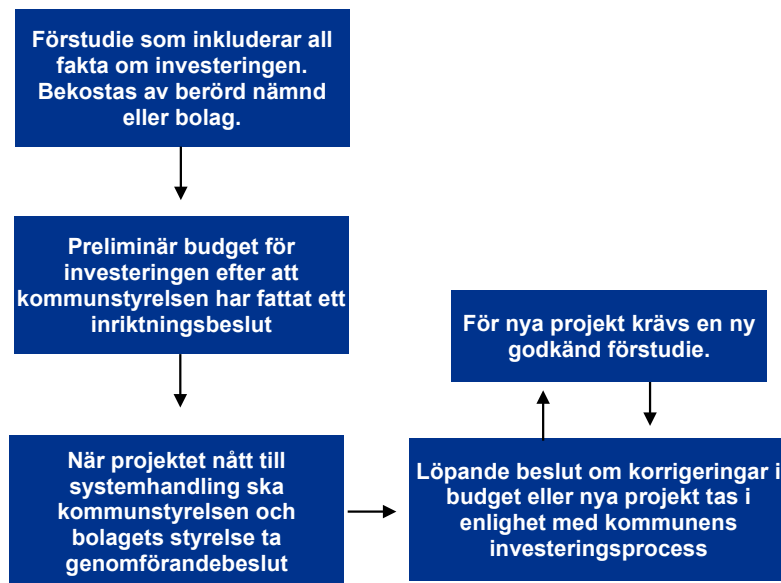 Förstudie som inkluderar all
fakta om investeringen.
Bekostas av berörd nämnd
eller bolag.
Preliminär budget för
investeringen efter att
kommunstyrelsen har fattat ett
inriktningsbeslut
När projektet nått till
systemhandling ska
kommunstyrelsen och
bolagets styrelse ta
genomförandebeslut
Löpande beslut om korrigeringar i
budget eller nya projekt tas i
enlighet med kommunens
investeringsprocess
För nya projekt krävs en ny
godkänd förstudie.